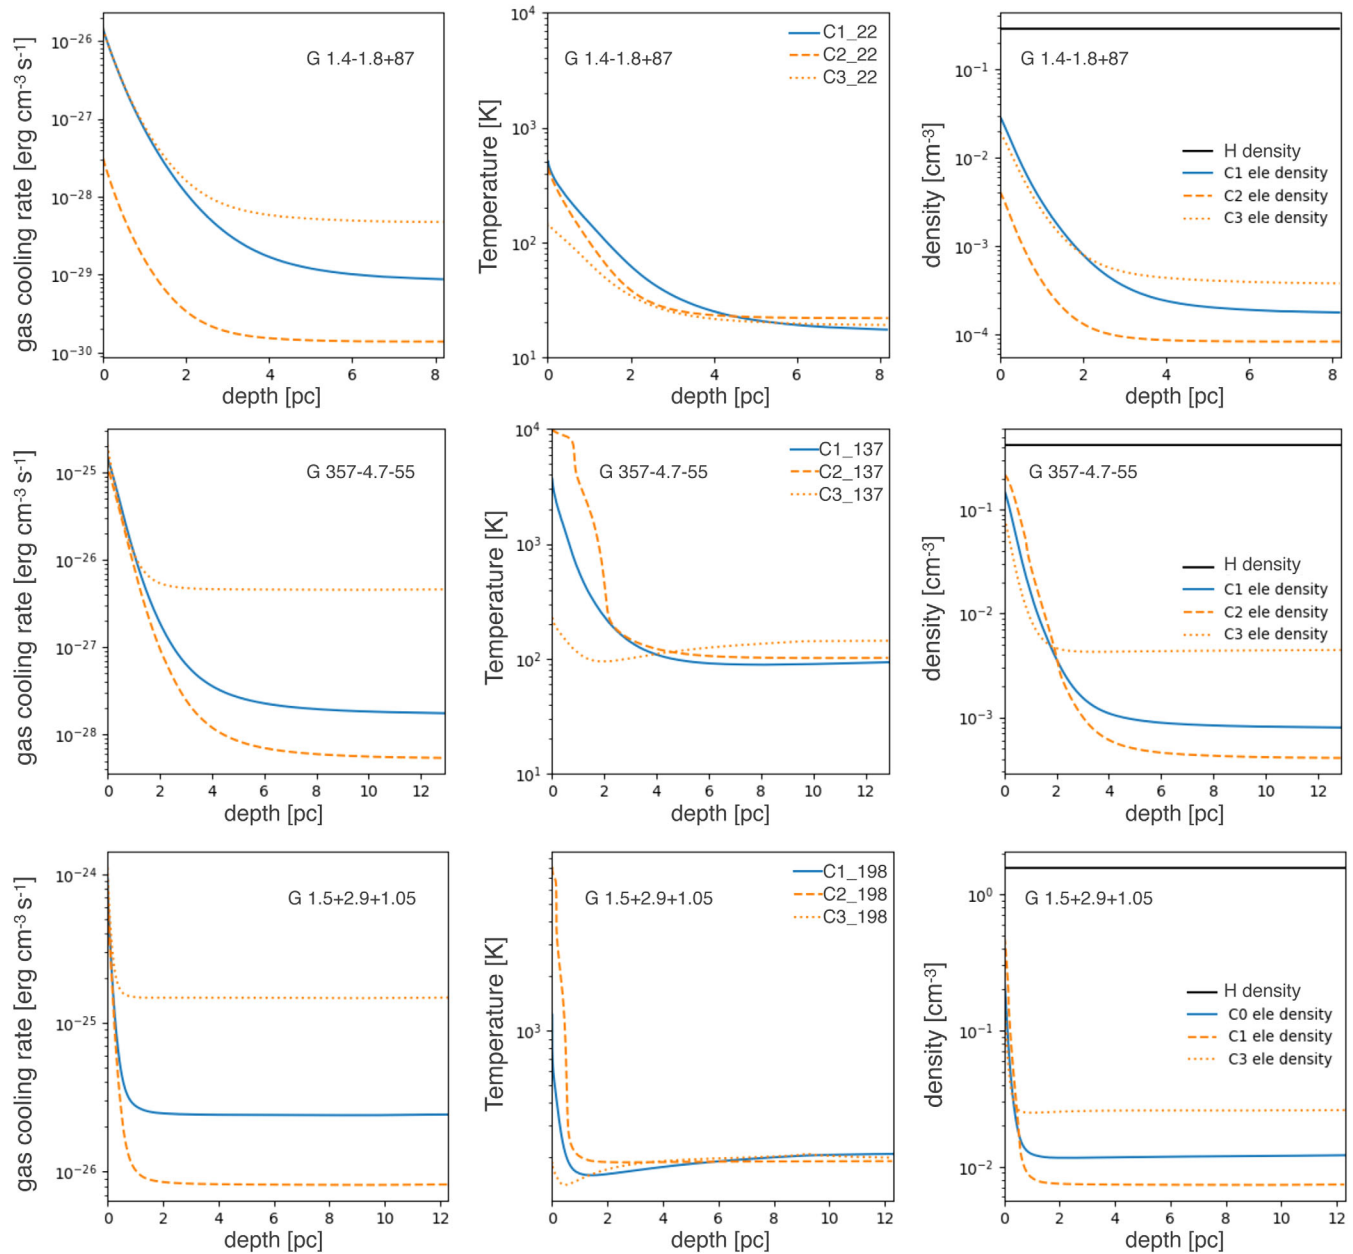 gas cooling rate [erg cm⁻³ s⁻¹]
10⁻²⁶
10⁻²⁷
10⁻²⁸
10⁻²⁹
10⁻³⁰
G 1.4-1.8+87
0 2 4 6 8
depth [pc]
Temperature [K]
10⁴
10³
10²
10¹
G 1.4-1.8+87
C1_22
C2_22
C3_22
0 2 4 6 8
depth [pc]
density [cm⁻³]
10⁻¹
10⁻²
10⁻³
10⁻⁴
G 1.4-1.8+87
H density
C1 ele density
C2 ele density
C3 ele density
0 2 4 6 8
depth [pc]
gas cooling rate [erg cm⁻³ s⁻¹]
10⁻²⁵
10⁻²⁶
10⁻²⁷
10⁻²⁸
G 357-4.7-55
0 2 4 6 8 10 12
depth [pc]
Temperature [K]
10⁴
10³
10²
10¹
G 357-4.7-55
C1_137
C2_137
C3_137
0 2 4 6 8 10 12
depth [pc]
density [cm⁻³]
10⁻¹
10⁻²
10⁻³
G 357-4.7-55
H density
C1 ele density
C2 ele density
C3 ele density
0 2 4 6 8 10 12
depth [pc]
gas cooling rate [erg cm⁻³ s⁻¹]
10⁻²⁴
10⁻²⁵
10⁻²⁶
G 1.5+2.9+1.05
0 2 4 6 8 10 12
depth [pc]
Temperature [K]
10³
G 1.5+2.9+1.05
C1_198
C2_198
C3_198
0 2 4 6 8 10 12
depth [pc]
density [cm⁻³]
10⁰
10⁻¹
10⁻²
G 1.5+2.9+1.05
H density
C0 ele density
C1 ele density
C3 ele density
0 2 4 6 8 10 12
depth [pc]